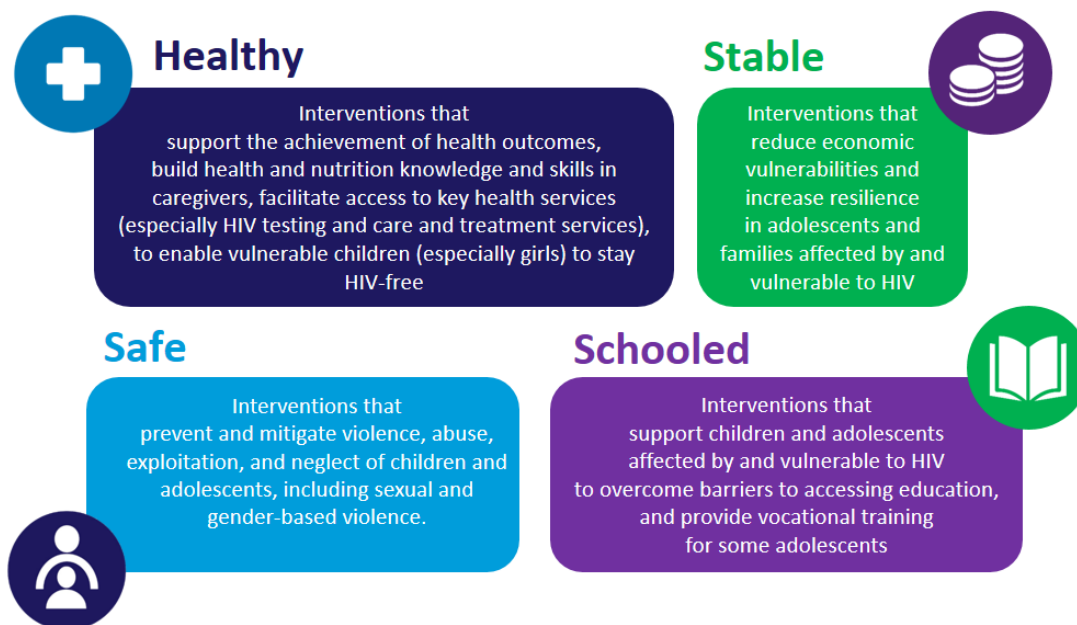 Healthy
Interventions that
support the achievement of health outcomes,
build health and nutrition knowledge and skills in
caregivers, facilitate access to key health services
(especially HIV testing and care and treatment services),
to enable vulnerable children (especially girls) to stay
HIV-free
Stable
Interventions that
reduce economic
vulnerabilities and
increase resilience
in adolescents and
families affected by and
vulnerable to HIV
Safe
Interventions that
prevent and mitigate violence, abuse,
exploitation, and neglect of children and
adolescents, including sexual and
gender-based violence.
Schooled
Interventions that
support children and adolescents
affected by and vulnerable to HIV
to overcome barriers to accessing education,
and provide vocational training
for some adolescents